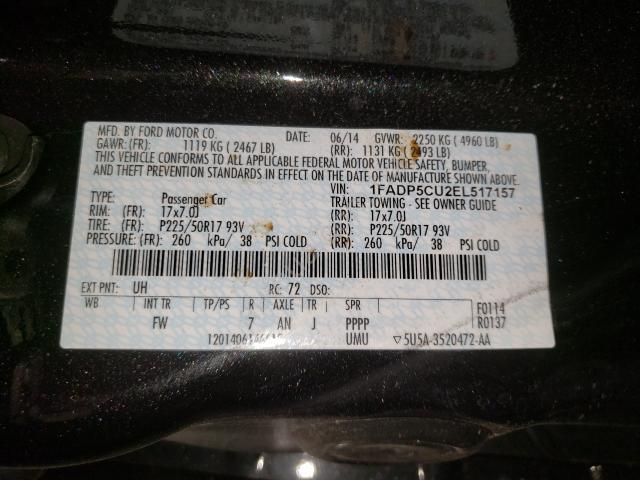 MFD. BY FORD MOTOR CO. DATE: 06/14 GVWR: 2250 KG ( 4960 LB)
GAWR: (FR): 1119 KG ( 2467 LB) (RR): 1131 KG ( 2493 LB)
THIS VEHICLE CONFORMS TO ALL APPLICABLE FEDERAL MOTOR VEHICLE SAFETY, BUMPER,
AND THEFT PREVENTION STANDARDS IN EFFECT ON THE DATE OF MANUFACTURE SHOWN ABOVE.
VIN: 1FADP5CU2EL517157
TYPE: Passenger Car TRAILER TOWING - SEE OWNER GUIDE
RIM: (FR) 17x7.0J (RR): 17x7.0J
TIRE: (FR) P225/50R17 93V (RR): P225/50R17 93V
PRESSURE: (FR) 260 kPa/ 38 PSI COLD (RR): 260 kPa/ 38 PSI COLD
EXT PNT: UH RC: 72 DSO:
WB INT TR TP/PS R AXLE TR SPR F0114
FW 7 AN J PPPP R0137
UMU ▽5U5A-3520472-AA